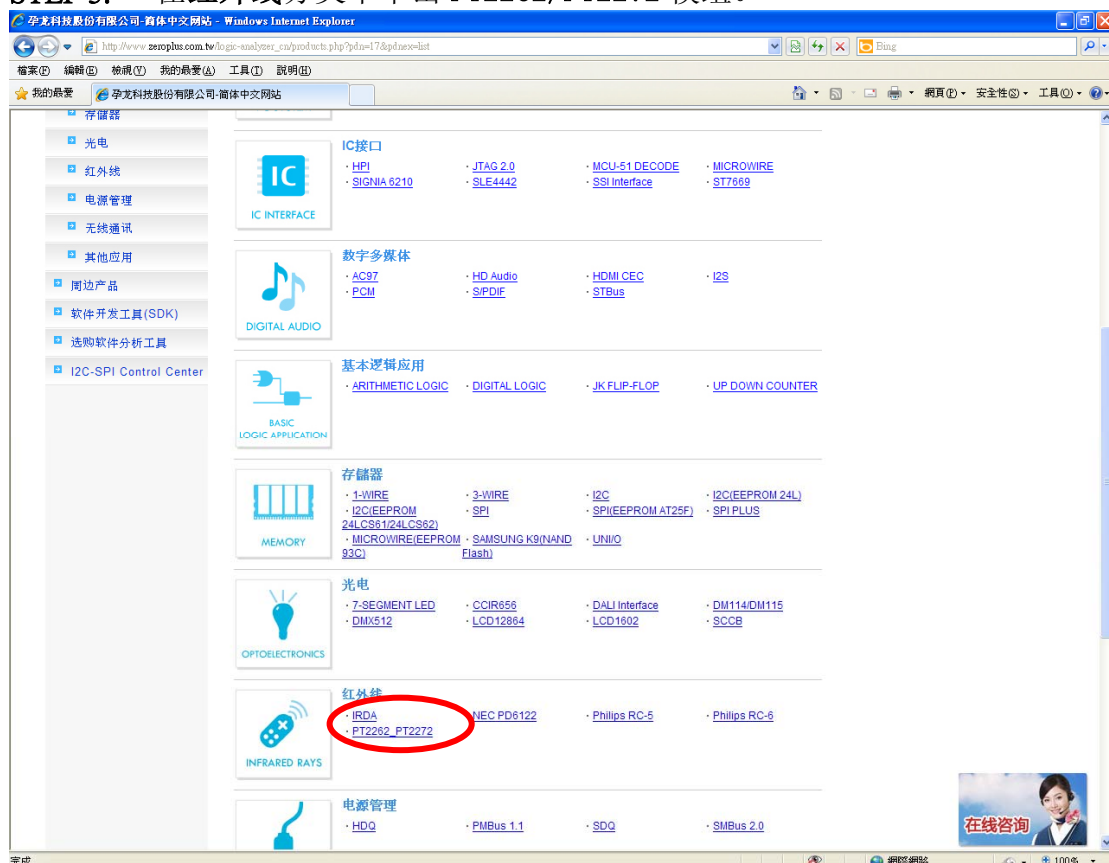 孕龙科技股份有限公司-简体中文网站 - Windows Internet Explorer
http://www.zeroplus.com.tw/logic-analyzer_cn/products.php?pdn=17&pdnex=list
Bing
檔案(F) 編輯(E) 檢視(V) 我的最愛(A) 工具(T) 說明(H)
我的最愛 孕龙科技股份有限公司-简体中文网站 網頁(P) 安全性(S) 工具(O)
存储器
光电
红外线
电源管理
无线通讯
其他应用
周边产品
软件开发工具(SDK)
选购软件分析工具
I2C-SPI Control Center
IC接口
IC
IC INTERFACE
· HPI · JTAG 2.0 · MCU-51 DECODE · MICROWIRE
· SIGNIA 6210 · SLE4442 · SSI Interface · ST7669
数字多媒体
DIGITAL AUDIO
· AC97 · HD Audio · HDMI CEC · I2S
· PCM · S/PDIF · STBus
基本逻辑应用
BASIC
LOGIC APPLICATION
· ARITHMETIC LOGIC · DIGITAL LOGIC · JK FLIP-FLOP · UP DOWN COUNTER
存储器
MEMORY
· 1-WIRE · 3-WIRE · I2C · I2C(EEPROM 24L)
· I2C(EEPROM 24LCS61/24LCS62) · SPI · SPI(EEPROM AT25F) · SPI PLUS
· MICROWIRE(EEPROM 93C) · SAMSUNG K9(NAND Flash) · UNI/O
光电
OPTOELECTRONICS
· 7-SEGMENT LED · CCIR656 · DALI Interface · DM114/DM115
· DMX512 · LCD12864 · LCD1602 · SCCB
红外线
INFRARED RAYS
· IRDA NEC PD6122 · Philips RC-5 · Philips RC-6
· PT2262_PT2272
电源管理
· HDQ · PMBus 1.1 · SDQ · SMBus 2.0
在线咨询
完成 網際網路 100%